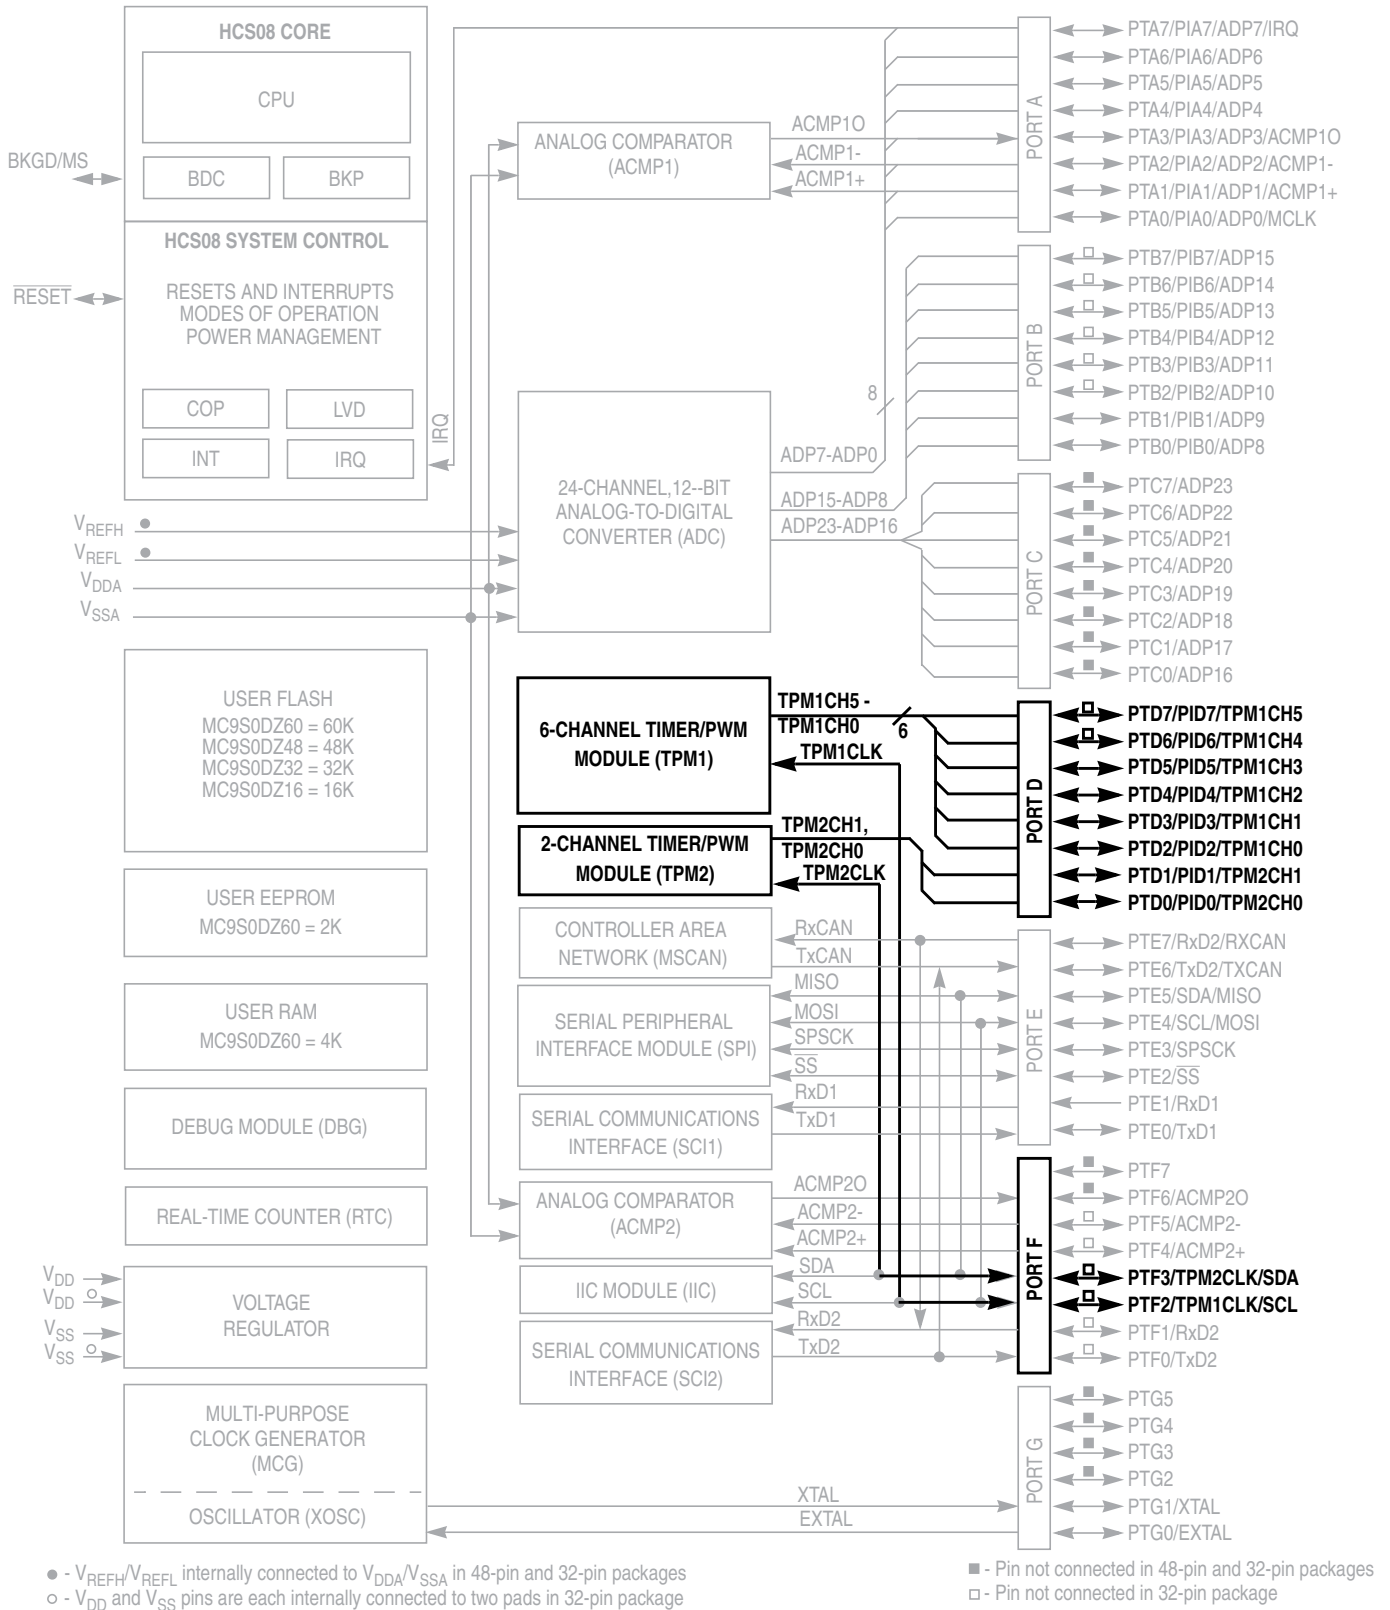 HCS08 CORE
CPU
BDC
BKP
BKGD/MS
HCS08 SYSTEM CONTROL
RESETS AND INTERRUPTS
MODES OF OPERATION
POWER MANAGEMENT
RESET
COP
LVD
INT
IRQ
IRQ
VREFH
VREFL
VDDA
VSSA
USER FLASH
MC9S0DZ60 = 60K
MC9S0DZ48 = 48K
MC9S0DZ32 = 32K
MC9S0DZ16 = 16K
USER EEPROM
MC9S0DZ60 = 2K
USER RAM
MC9S0DZ60 = 4K
DEBUG MODULE (DBG)
REAL-TIME COUNTER (RTC)
VDD
VDD
VSS
VSS
VOLTAGE
REGULATOR
MULTI-PURPOSE
CLOCK GENERATOR
(MCG)
OSCILLATOR (XOSC)
ANALOG COMPARATOR
(ACMP1)
ACMP1O
ACMP1-
ACMP1+
24-CHANNEL,12--BIT
ANALOG-TO-DIGITAL
CONVERTER (ADC)
8
ADP7-ADP0
ADP15-ADP8
ADP23-ADP16
6-CHANNEL TIMER/PWM
MODULE (TPM1)
TPM1CH5 -
TPM1CH0
6
TPM1CLK
2-CHANNEL TIMER/PWM
MODULE (TPM2)
TPM2CH1,
TPM2CH0
TPM2CLK
CONTROLLER AREA
NETWORK (MSCAN)
RxCAN
TxCAN
SERIAL PERIPHERAL
INTERFACE MODULE (SPI)
MISO
MOSI
SPSCK
SS
SERIAL COMMUNICATIONS
INTERFACE (SCI1)
RxD1
TxD1
ANALOG COMPARATOR
(ACMP2)
ACMP2O
ACMP2-
ACMP2+
IIC MODULE (IIC)
SDA
SCL
SERIAL COMMUNICATIONS
INTERFACE (SCI2)
RxD2
TxD2
XTAL
EXTAL
PORT A
PTA7/PIA7/ADP7/IRQ
PTA6/PIA6/ADP6
PTA5/PIA5/ADP5
PTA4/PIA4/ADP4
PTA3/PIA3/ADP3/ACMP1O
PTA2/PIA2/ADP2/ACMP1-
PTA1/PIA1/ADP1/ACMP1+
PTA0/PIA0/ADP0/MCLK
PORT B
PTB7/PIB7/ADP15
PTB6/PIB6/ADP14
PTB5/PIB5/ADP13
PTB4/PIB4/ADP12
PTB3/PIB3/ADP11
PTB2/PIB2/ADP10
PTB1/PIB1/ADP9
PTB0/PIB0/ADP8
PORT C
PTC7/ADP23
PTC6/ADP22
PTC5/ADP21
PTC4/ADP20
PTC3/ADP19
PTC2/ADP18
PTC1/ADP17
PTC0/ADP16
PORT D
PTD7/PID7/TPM1CH5
PTD6/PID6/TPM1CH4
PTD5/PID5/TPM1CH3
PTD4/PID4/TPM1CH2
PTD3/PID3/TPM1CH1
PTD2/PID2/TPM1CH0
PTD1/PID1/TPM2CH1
PTD0/PID0/TPM2CH0
PORT E
PTE7/RxD2/RXCAN
PTE6/TxD2/TXCAN
PTE5/SDA/MISO
PTE4/SCL/MOSI
PTE3/SPSCK
PTE2/SS
PTE1/RxD1
PTE0/TxD1
PORT F
PTF7
PTF6/ACMP2O
PTF5/ACMP2-
PTF4/ACMP2+
PTF3/TPM2CLK/SDA
PTF2/TPM1CLK/SCL
PTF1/RxD2
PTF0/TxD2
PORT G
PTG5
PTG4
PTG3
PTG2
PTG1/XTAL
PTG0/EXTAL
● - VREFH/VREFL internally connected to VDDA/VSSA in 48-pin and 32-pin packages
○ - VDD and VSS pins are each internally connected to two pads in 32-pin package
■ - Pin not connected in 48-pin and 32-pin packages
□ - Pin not connected in 32-pin package